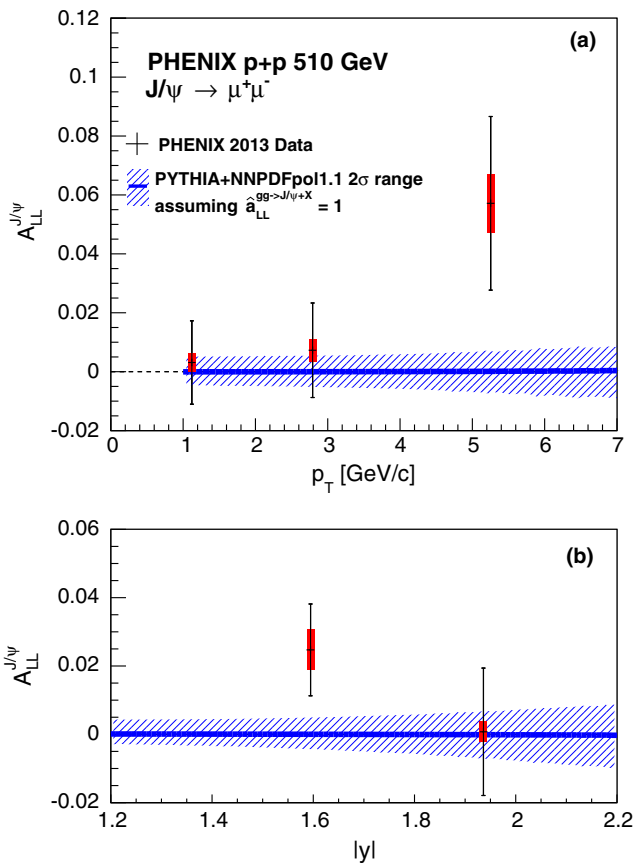 (a)
PHENIX p+p 510 GeV
J/ψ → μ⁺μ⁻
PHENIX 2013 Data
PYTHIA+NNPDFpol1.1 2σ range
assuming â_LL^gg->J/ψ+X = 1
A_LL^J/ψ
0.12
0.1
0.08
0.06
0.04
0.02
0
-0.02
0 1 2 3 4 5 6 7
p_T [GeV/c]
(b)
A_LL^J/ψ
0.06
0.04
0.02
0
-0.02
1.2 1.4 1.6 1.8 2 2.2
|y|